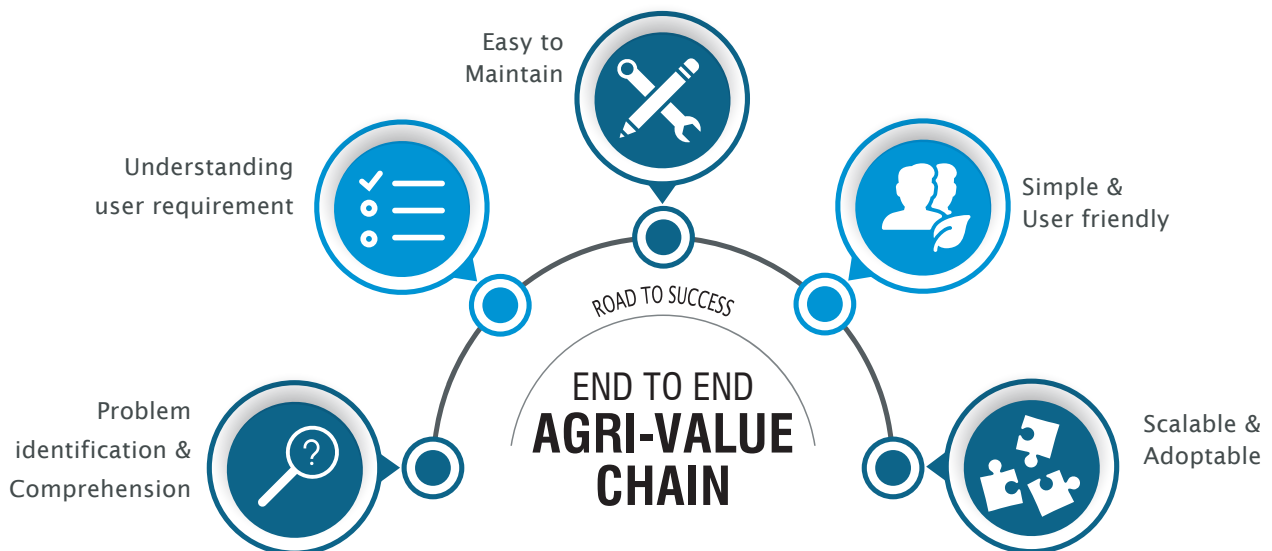 Easy to
Maintain
Understanding
user requirement
Simple &
User friendly
ROAD TO SUCCESS
END TO END
AGRI-VALUE
CHAIN
Problem
identification &
Comprehension
?
Scalable &
Adoptable